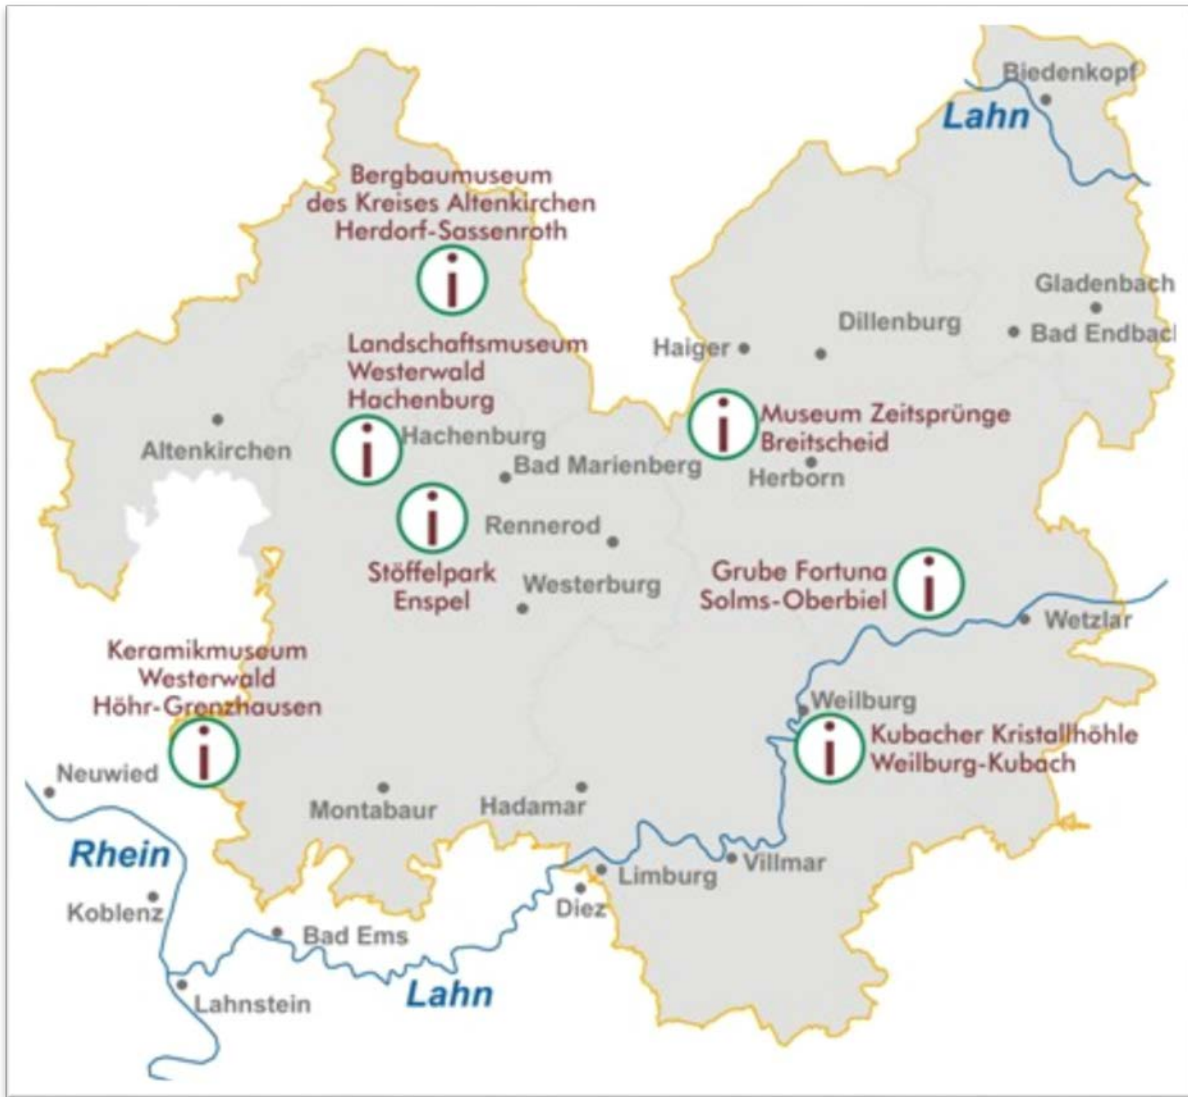 Biedenkopf
Lahn
Bergbaumuseum
des Kreises Altenkirchen
Herdorf-Sassenroth
i
Gladenbach
Dillenburg
Bad Endbac
Haiger
Landschaftsmuseum
Westerwald
Hachenburg
i
Hachenburg
i
Museum Zeitsprünge
Breitscheid
Altenkirchen
Bad Marienberg
Herborn
i
Rennerod
Stöffelpark
Enspel
Westerburg
Grube Fortuna
Solms-Oberbiel
i
Wetzlar
Keramikmuseum
Westerwald
Höhr-Grenzhausen
i
Weilburg
i
Kubacher Kristallhöhle
Weilburg-Kubach
Neuwied
Montabaur
Hadamar
Rhein
Villmar
Limburg
Koblenz
Diez
Bad Ems
Lahn
Lahnstein